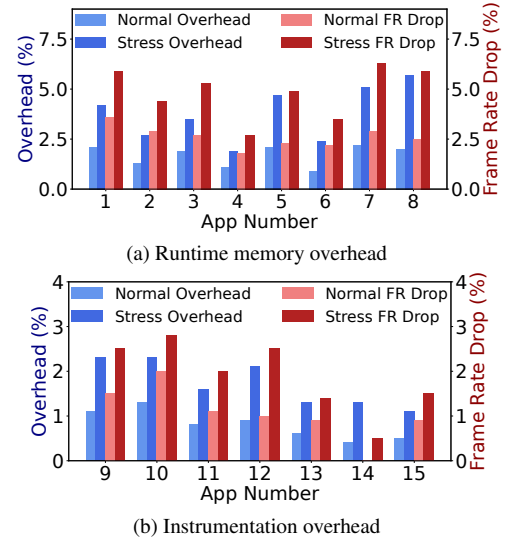 Normal Overhead Normal FR Drop
Stress Overhead Stress FR Drop
Overhead (%)
7.5
5.0
2.5
0.0
7.5
5.0
2.5
0.0
Frame Rate Drop (%)
1 2 3 4 5 6 7 8
App Number
(a) Runtime memory overhead
Normal Overhead Normal FR Drop
Stress Overhead Stress FR Drop
Overhead (%)
4
3
2
1
0
4
3
2
1
0
Frame Rate Drop (%)
9 10 11 12 13 14 15
App Number
(b) Instrumentation overhead